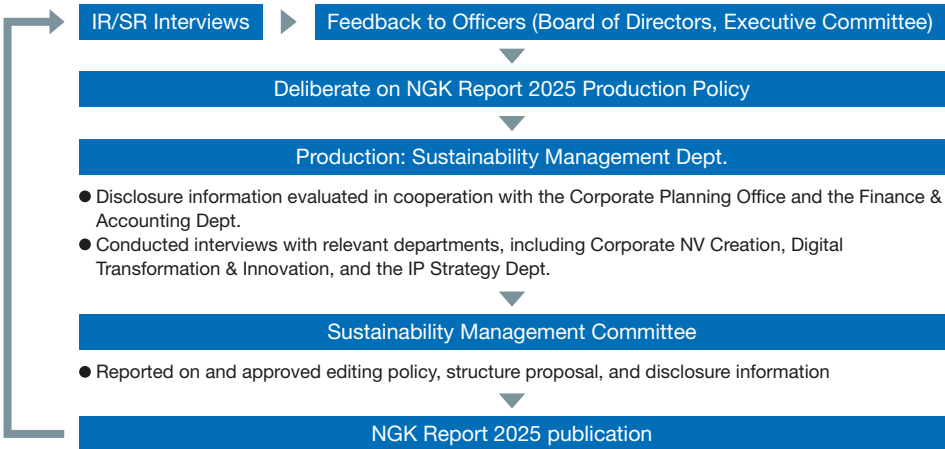 IR/SR Interviews
Feedback to Officers (Board of Directors, Executive Committee)
Deliberate on NGK Report 2025 Production Policy
Production: Sustainability Management Dept.
● Disclosure information evaluated in cooperation with the Corporate Planning Office and the Finance &
Accounting Dept.
● Conducted interviews with relevant departments, including Corporate NV Creation, Digital
Transformation & Innovation, and the IP Strategy Dept.
Sustainability Management Committee
● Reported on and approved editing policy, structure proposal, and disclosure information
NGK Report 2025 publication